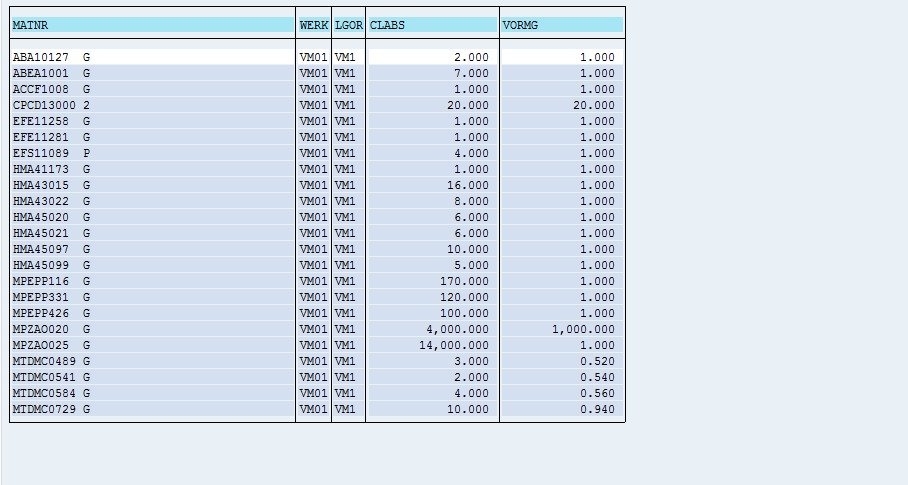 MATNR WERK LGOR CLABS VORMG
ABA10127 G VM01 VM1 2.000 1.000
ABEA1001 G VM01 VM1 7.000 1.000
ACCF1008 G VM01 VM1 1.000 1.000
CPCD13000 2 VM01 VM1 20.000 20.000
EFE11258 G VM01 VM1 1.000 1.000
EFE11281 G VM01 VM1 1.000 1.000
EFS11089 P VM01 VM1 4.000 1.000
HMA41173 G VM01 VM1 1.000 1.000
HMA43015 G VM01 VM1 16.000 1.000
HMA43022 G VM01 VM1 8.000 1.000
HMA45020 G VM01 VM1 6.000 1.000
HMA45021 G VM01 VM1 6.000 1.000
HMA45097 G VM01 VM1 10.000 1.000
HMA45099 G VM01 VM1 5.000 1.000
MPEPP116 G VM01 VM1 170.000 1.000
MPEPP331 G VM01 VM1 120.000 1.000
MPEPP426 G VM01 VM1 100.000 1.000
MPZAO020 G VM01 VM1 4,000.000 1,000.000
MPZAO025 G VM01 VM1 14,000.000 1.000
MTDMC0489 G VM01 VM1 3.000 0.520
MTDMC0541 G VM01 VM1 2.000 0.540
MTDMC0584 G VM01 VM1 4.000 0.560
MTDMC0729 G VM01 VM1 10.000 0.940